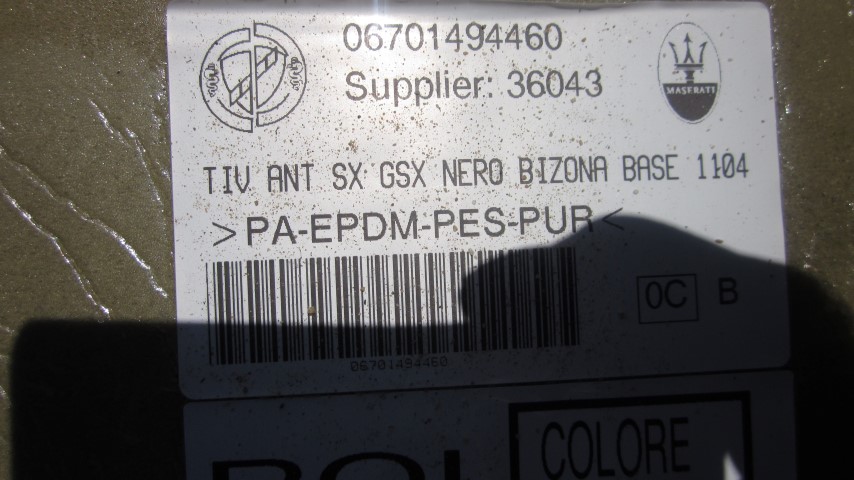 06701494460
Supplier: 36043
MASERATI
TIV ANT SX GSX NERO BIZONA BASE 1104
>PA-EPDM-PES-PUR<
0C B
06701494460
COLORE